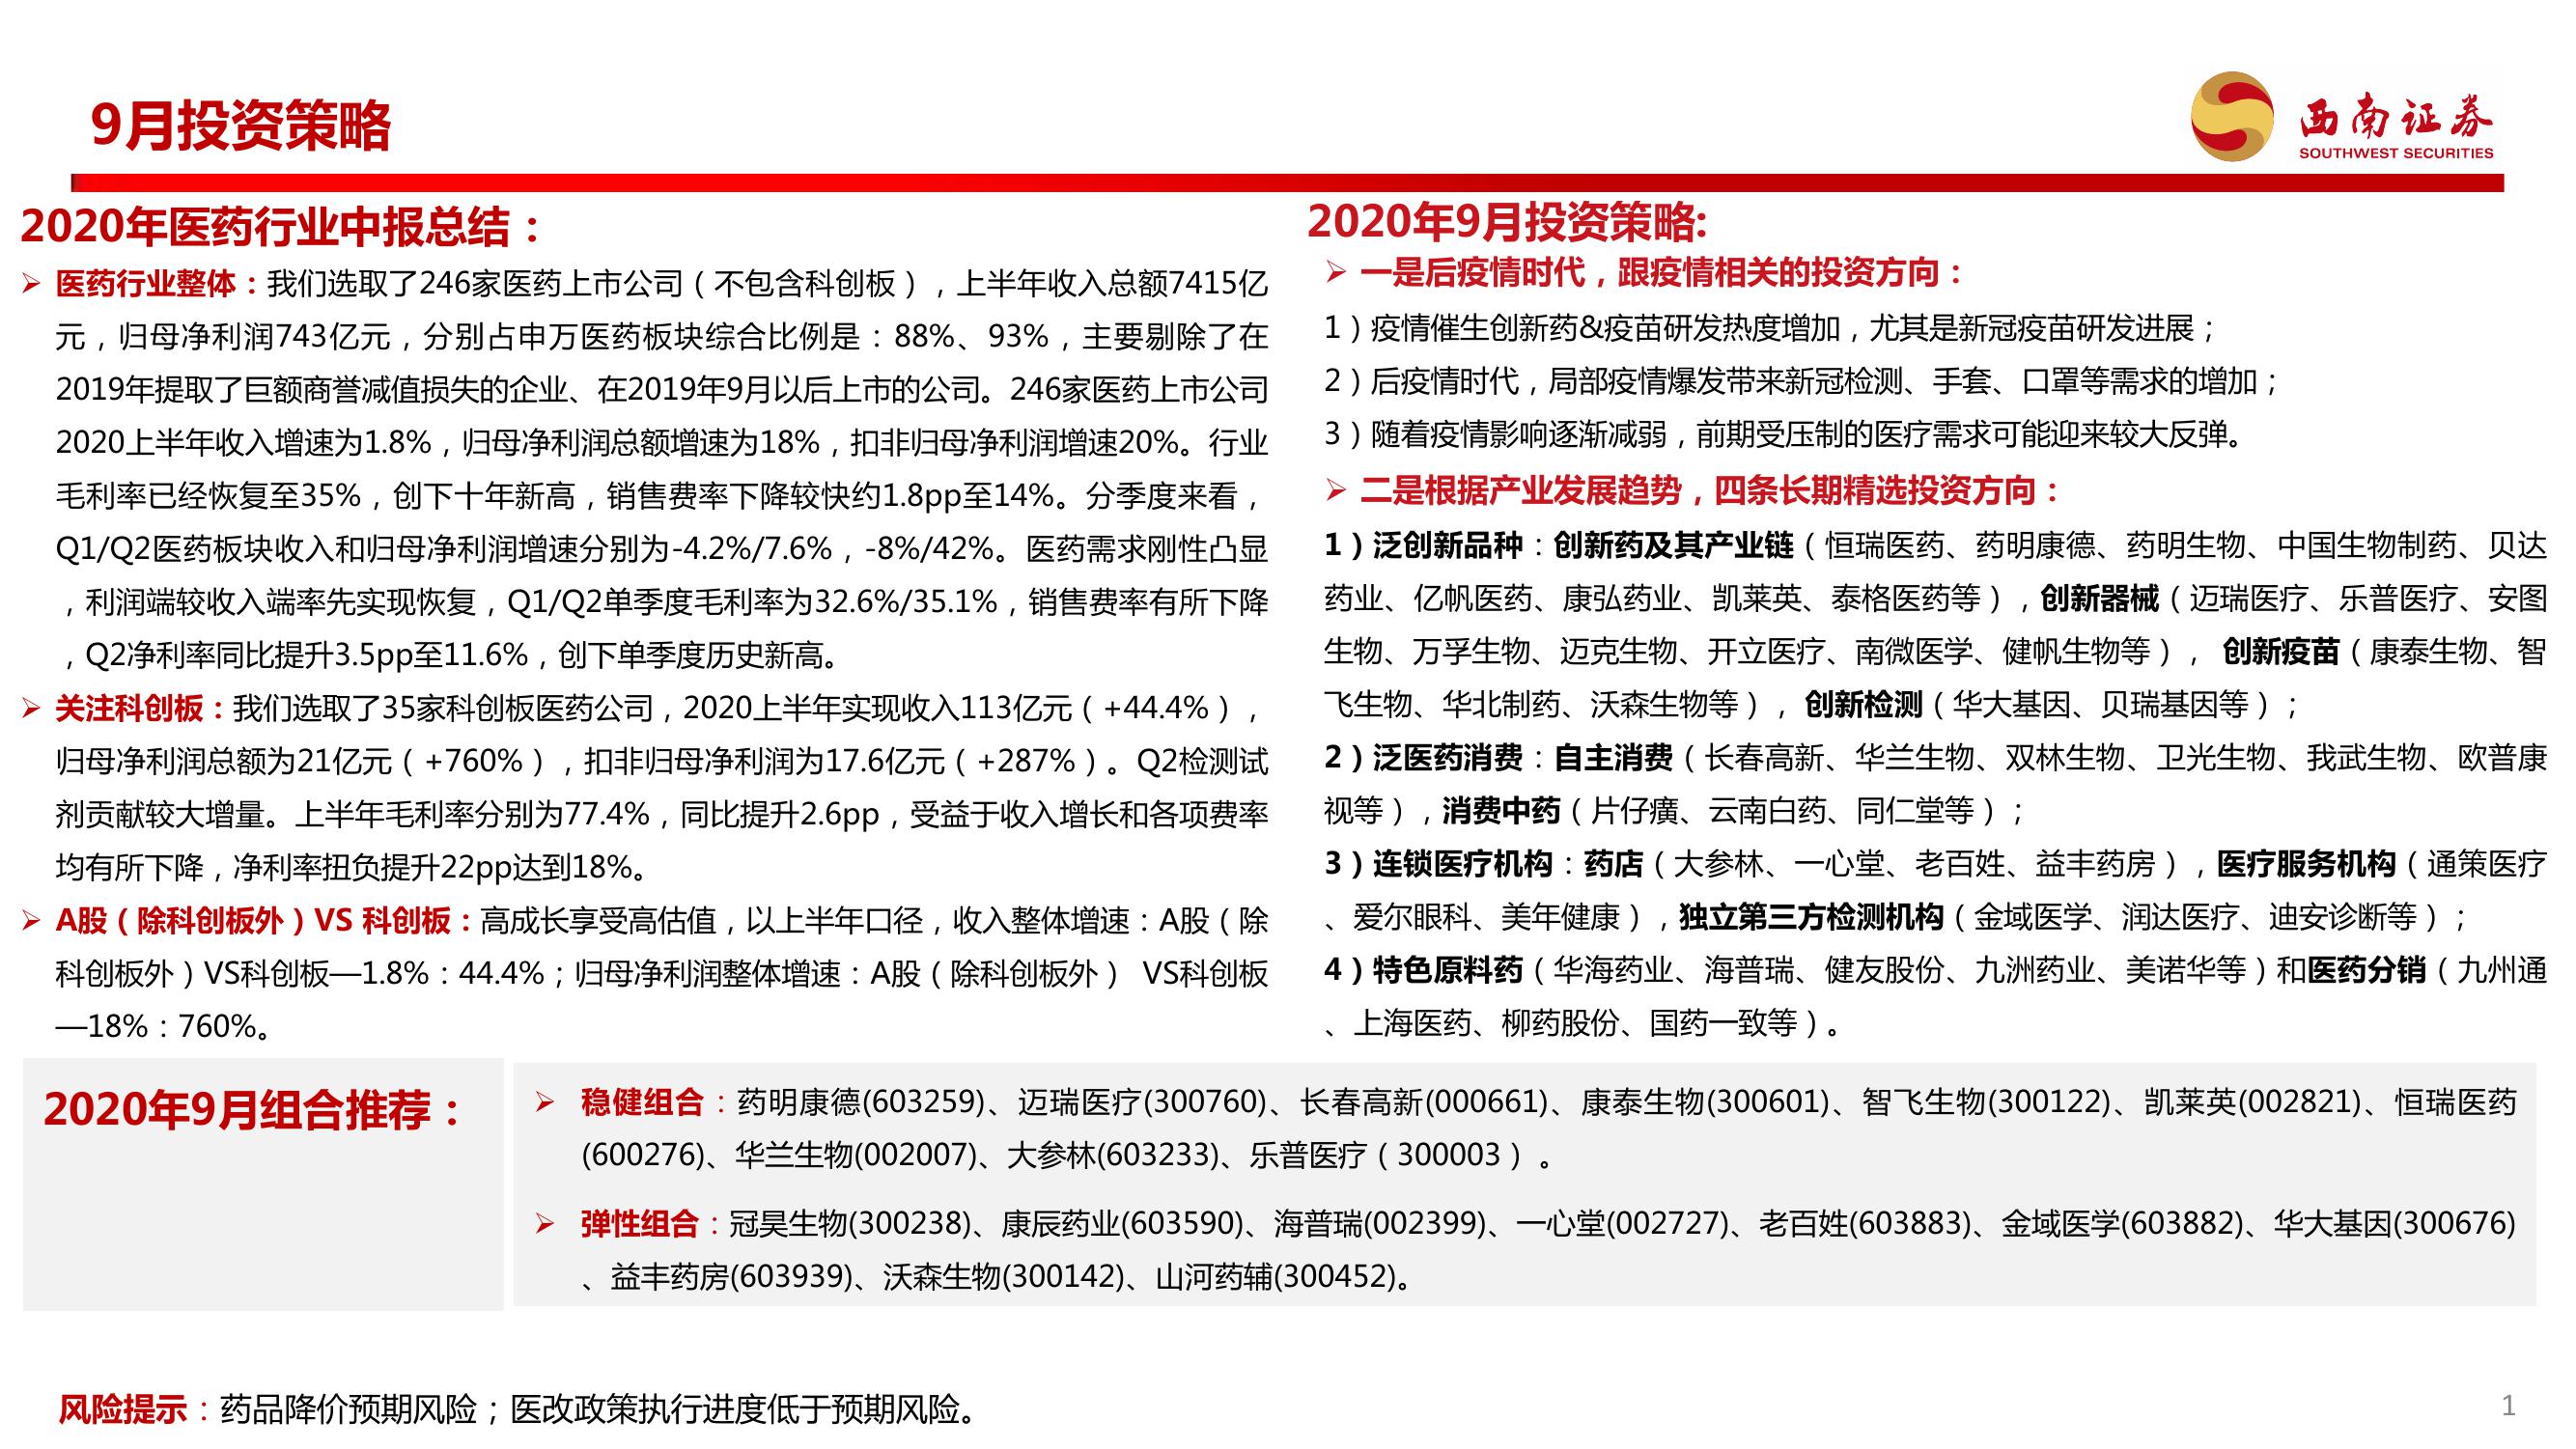 9月投资策略
西南证券
SOUTHWEST SECURITIES
2020年医药行业中报总结：
➢ 医药行业整体：我们选取了246家医药上市公司（不包含科创板），上半年收入总额7415亿
元，归母净利润743亿元，分别占申万医药板块综合比例是：88%、93%，主要剔除了在
2019年提取了巨额商誉减值损失的企业、在2019年9月以后上市的公司。246家医药上市公司
2020上半年收入增速为1.8%，归母净利润总额增速为18%，扣非归母净利润增速20%。行业
毛利率已经恢复至35%，创下十年新高，销售费率下降较快约1.8pp至14%。分季度来看，
Q1/Q2医药板块收入和归母净利润增速分别为-4.2%/7.6%，-8%/42%。医药需求刚性凸显
，利润端较收入端率先实现恢复，Q1/Q2单季度毛利率为32.6%/35.1%，销售费率有所下降
，Q2净利率同比提升3.5pp至11.6%，创下单季度历史新高。
➢ 关注科创板：我们选取了35家科创板医药公司，2020上半年实现收入113亿元（+44.4%），
归母净利润总额为21亿元（+760%），扣非归母净利润为17.6亿元（+287%）。Q2检测试
剂贡献较大增量。上半年毛利率分别为77.4%，同比提升2.6pp，受益于收入增长和各项费率
均有所下降，净利率扭负提升22pp达到18%。
➢ A股（除科创板外）VS 科创板：高成长享受高估值，以上半年口径，收入整体增速：A股（除
科创板外）VS科创板—1.8%：44.4%；归母净利润整体增速：A股（除科创板外） VS科创板
—18%：760%。
2020年9月投资策略:
➢ 一是后疫情时代，跟疫情相关的投资方向：
1）疫情催生创新药&疫苗研发热度增加，尤其是新冠疫苗研发进展；
2）后疫情时代，局部疫情爆发带来新冠检测、手套、口罩等需求的增加；
3）随着疫情影响逐渐减弱，前期受压制的医疗需求可能迎来较大反弹。
➢ 二是根据产业发展趋势，四条长期精选投资方向：
1）泛创新品种：创新药及其产业链（恒瑞医药、药明康德、药明生物、中国生物制药、贝达
药业、亿帆医药、康弘药业、凯莱英、泰格医药等），创新器械（迈瑞医疗、乐普医疗、安图
生物、万孚生物、迈克生物、开立医疗、南微医学、健帆生物等）， 创新疫苗（康泰生物、智
飞生物、华北制药、沃森生物等），创新检测（华大基因、贝瑞基因等）；
2）泛医药消费：自主消费（长春高新、华兰生物、双林生物、卫光生物、我武生物、欧普康
视等），消费中药（片仔癀、云南白药、同仁堂等）；
3）连锁医疗机构：药店（大参林、一心堂、老百姓、益丰药房），医疗服务机构（通策医疗
、爱尔眼科、美年健康），独立第三方检测机构（金域医学、润达医疗、迪安诊断等）；
4）特色原料药（华海药业、海普瑞、健友股份、九洲药业、美诺华等）和医药分销（九州通
、上海医药、柳药股份、国药一致等）。
2020年9月组合推荐：
➢ 稳健组合：药明康德(603259)、迈瑞医疗(300760)、长春高新(000661)、康泰生物(300601)、智飞生物(300122)、凯莱英(002821)、恒瑞医药
(600276)、华兰生物(002007)、大参林(603233)、乐普医疗（300003）。
➢ 弹性组合：冠昊生物(300238)、康辰药业(603590)、海普瑞(002399)、一心堂(002727)、老百姓(603883)、金域医学(603882)、华大基因(300676)
、益丰药房(603939)、沃森生物(300142)、山河药辅(300452)。
风险提示：药品降价预期风险；医改政策执行进度低于预期风险。
1